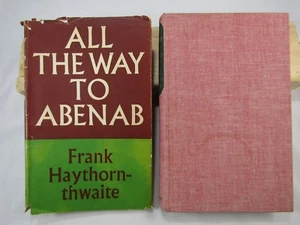 ALL
THE WAY
TO
ABENAB
Frank
Haythorn-
thwaite